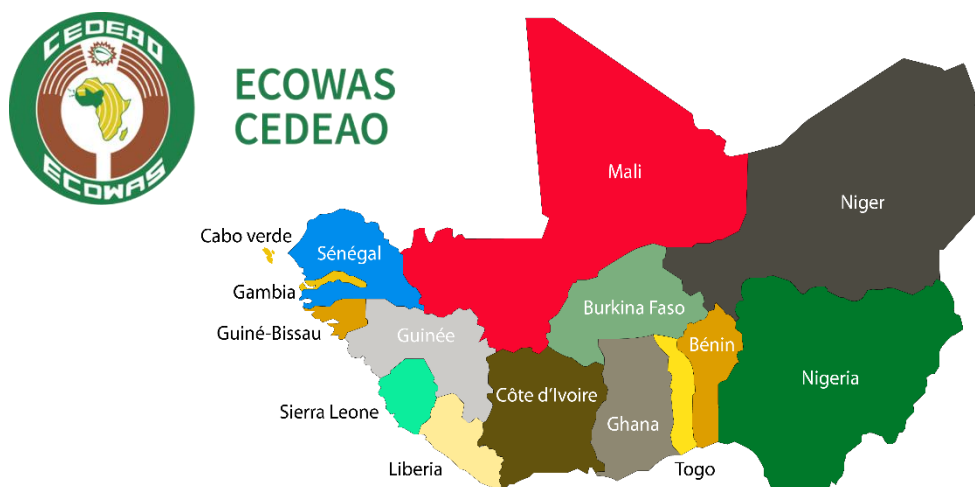 CEDEAO
ECOWAS
ECOWAS
CEDEAO
Mali
Niger
Cabo verde
Sénégal
Gambia
Burkina Faso
Guiné-Bissau
Guinée
Bénin
Nigeria
Côte d'Ivoire
Sierra Leone
Ghana
Liberia
Togo